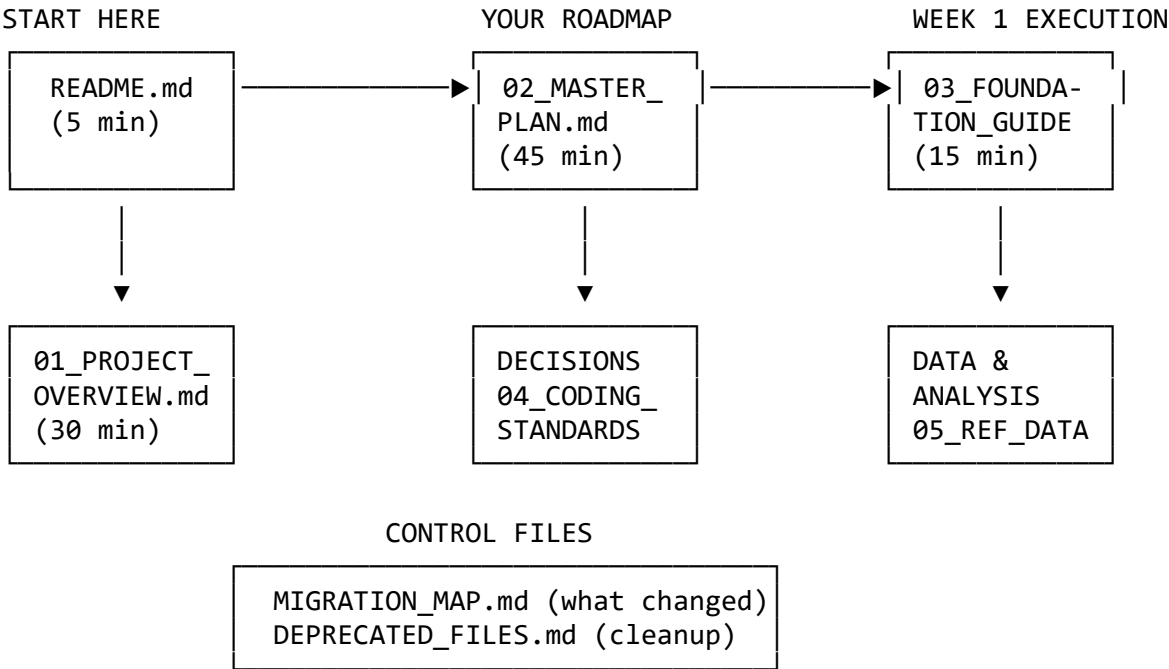 START HERE
YOUR ROADMAP
WEEK 1 EXECUTION
README.md
(5 min)
02_MASTER_
PLAN.md
(45 min)
03_FOUNDA-
TION_GUIDE
(15 min)
01_PROJECT_
OVERVIEW.md
(30 min)
DECISIONS
04_CODING_
STANDARDS
DATA &
ANALYSIS
05_REF_DATA
CONTROL FILES
MIGRATION_MAP.md (what changed)
DEPRECATED_FILES.md (cleanup)